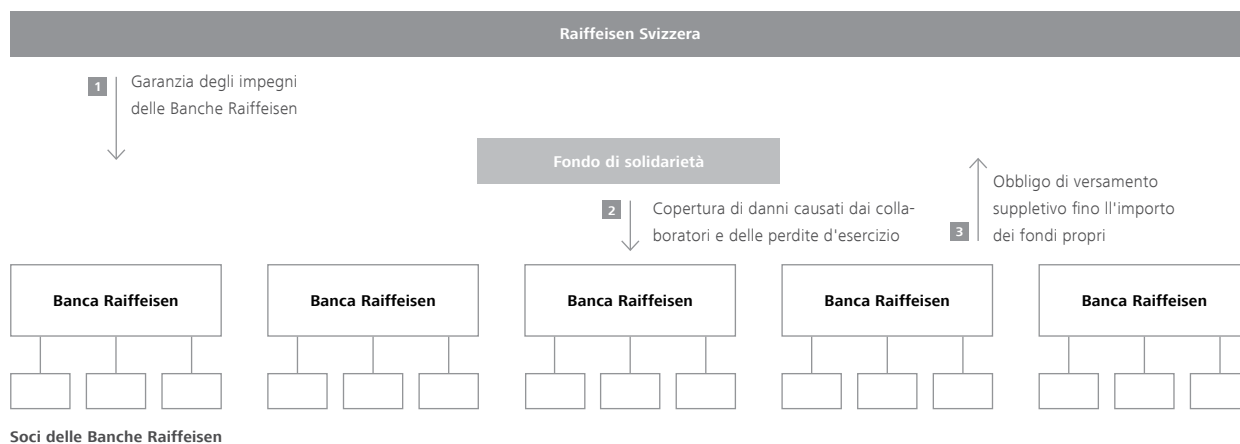 Raiffeisen Svizzera
1
Garanzia degli impegni
delle Banche Raiffeisen
Fondo di solidarietà
2
Copertura di danni causati dai colla-
boratori e delle perdite d'esercizio
3
Obbligo di versamento
suppletivo fino ll'importo
dei fondi propri
Banca Raiffeisen
Banca Raiffeisen
Banca Raiffeisen
Banca Raiffeisen
Banca Raiffeisen
Soci delle Banche Raiffeisen